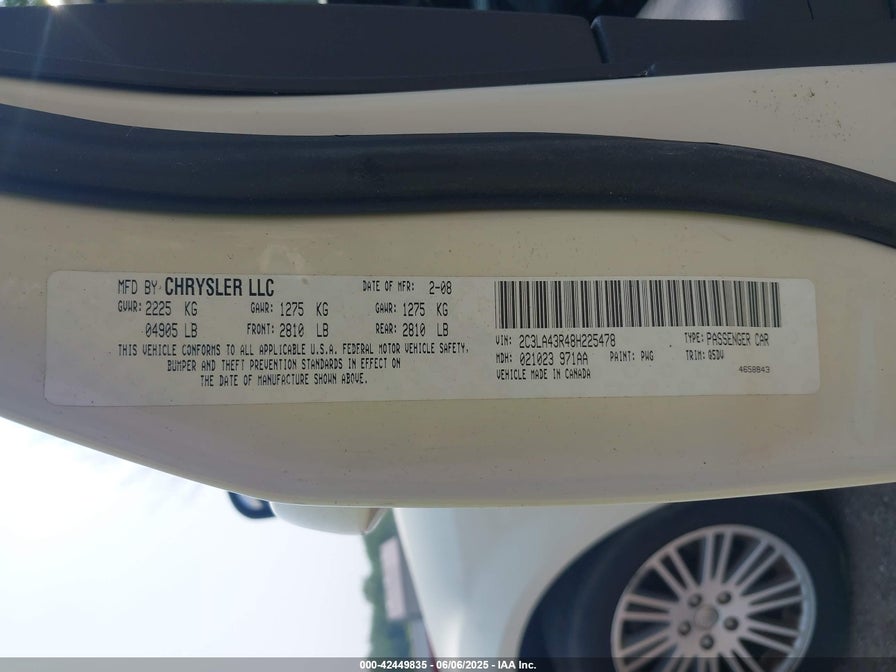 MFD BY CHRYSLER LLC DATE OF MFR: 2-08
GVWR: 2225 KG GAWR: 1275 KG GAWR: 1275 KG
04905 LB FRONT: 2810 LB REAR: 2810 LB
THIS VEHICLE CONFORMS TO ALL APPLICABLE U.S.A. FEDERAL MOTOR VEHICLE SAFETY,
BUMPER AND THEFT PREVENTION STANDARDS IN EFFECT ON
THE DATE OF MANUFACTURE SHOWN ABOVE.
VIN: 2C3LA43R48H225478 TYPE: PASSENGER CAR
MDH: 021023 971AA PAINT: PWG TRIM: QSDV
VEHICLE MADE IN CANADA 4658843
000-42449835 - 06/06/2025 - IAA Inc.